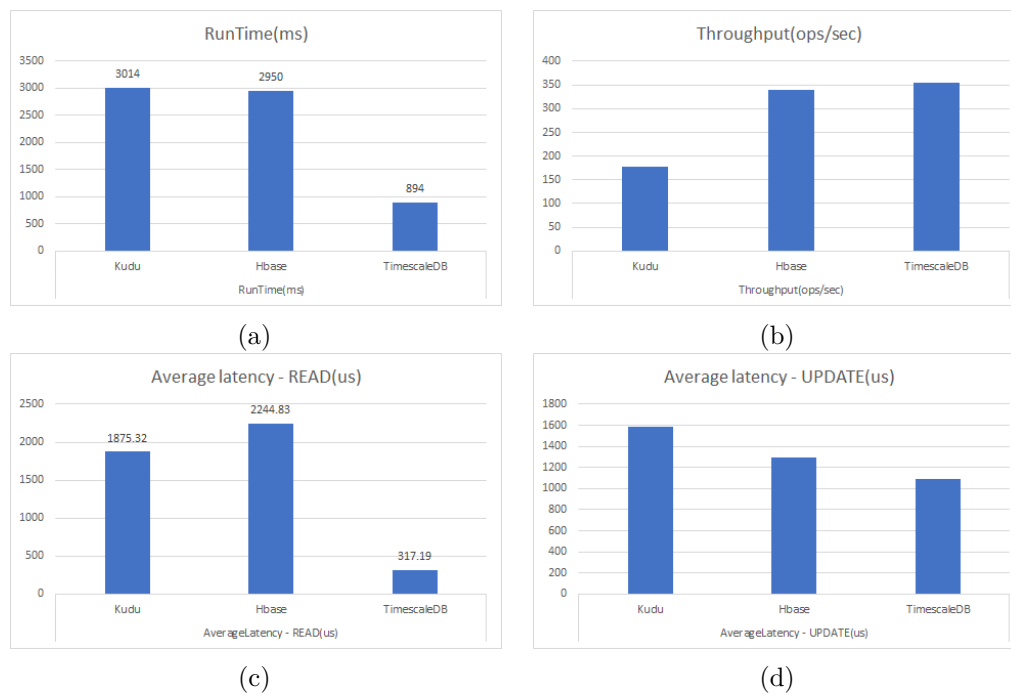 RunTime(ms)
3500
3000
2500
2000
1500
1000
500
0
3014
2950
894
Kudu Hbase TimescaleDB
RunTime(ms)
(a)
Throughput(ops/sec)
400
350
300
250
200
150
100
50
0
Kudu Hbase TimescaleDB
Throughput(ops/sec)
(b)
Average latency - READ(us)
2500
2000
1500
1000
500
0
1875.32
2244.83
317.19
Kudu Hbase TimescaleDB
AverageLatency - READ(us)
(c)
Average latency - UPDATE(us)
1800
1600
1400
1200
1000
800
600
400
200
0
Kudu Hbase TimescaleDB
AverageLatency - UPDATE(us)
(d)